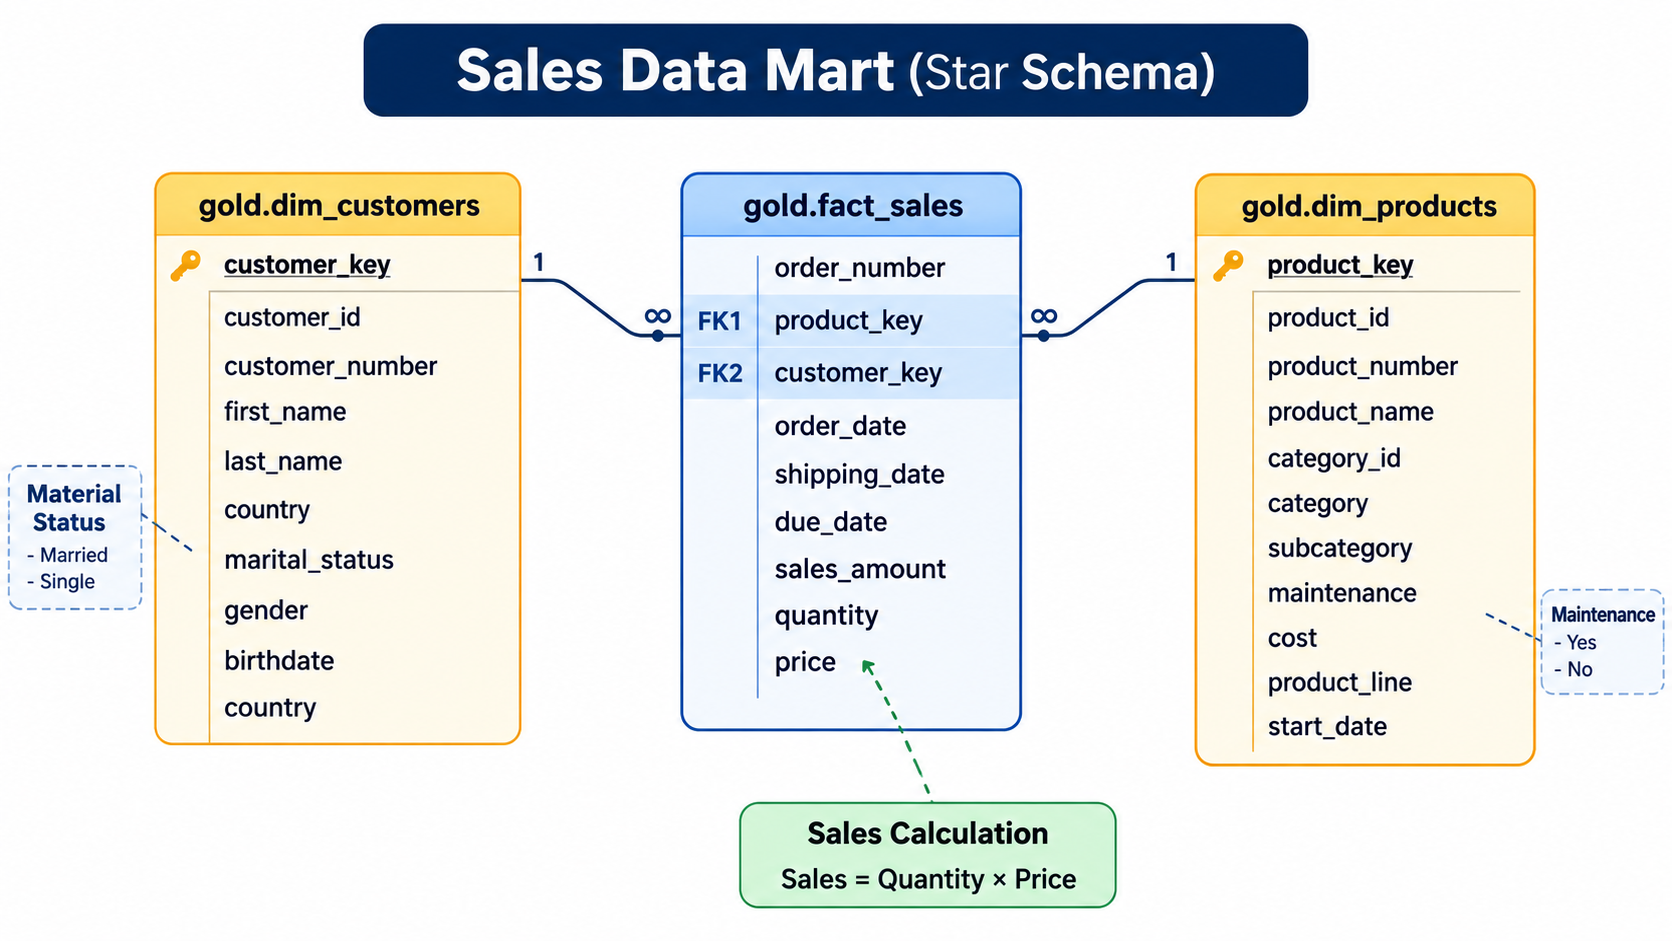 Sales Data Mart (Star Schema)
gold.dim_customers
customer_key
customer_id
customer_number
first_name
last_name
country
marital_status
gender
birthdate
country
Material
Status
- Married
- Single
1
∞
gold.fact_sales
order_number
FK1 product_key
FK2 customer_key
order_date
shipping_date
due_date
sales_amount
quantity
price
∞
1
gold.dim_products
product_key
product_id
product_number
product_name
category_id
category
subcategory
maintenance
cost
product_line
start_date
Maintenance
- Yes
- No
Sales Calculation
Sales = Quantity × Price